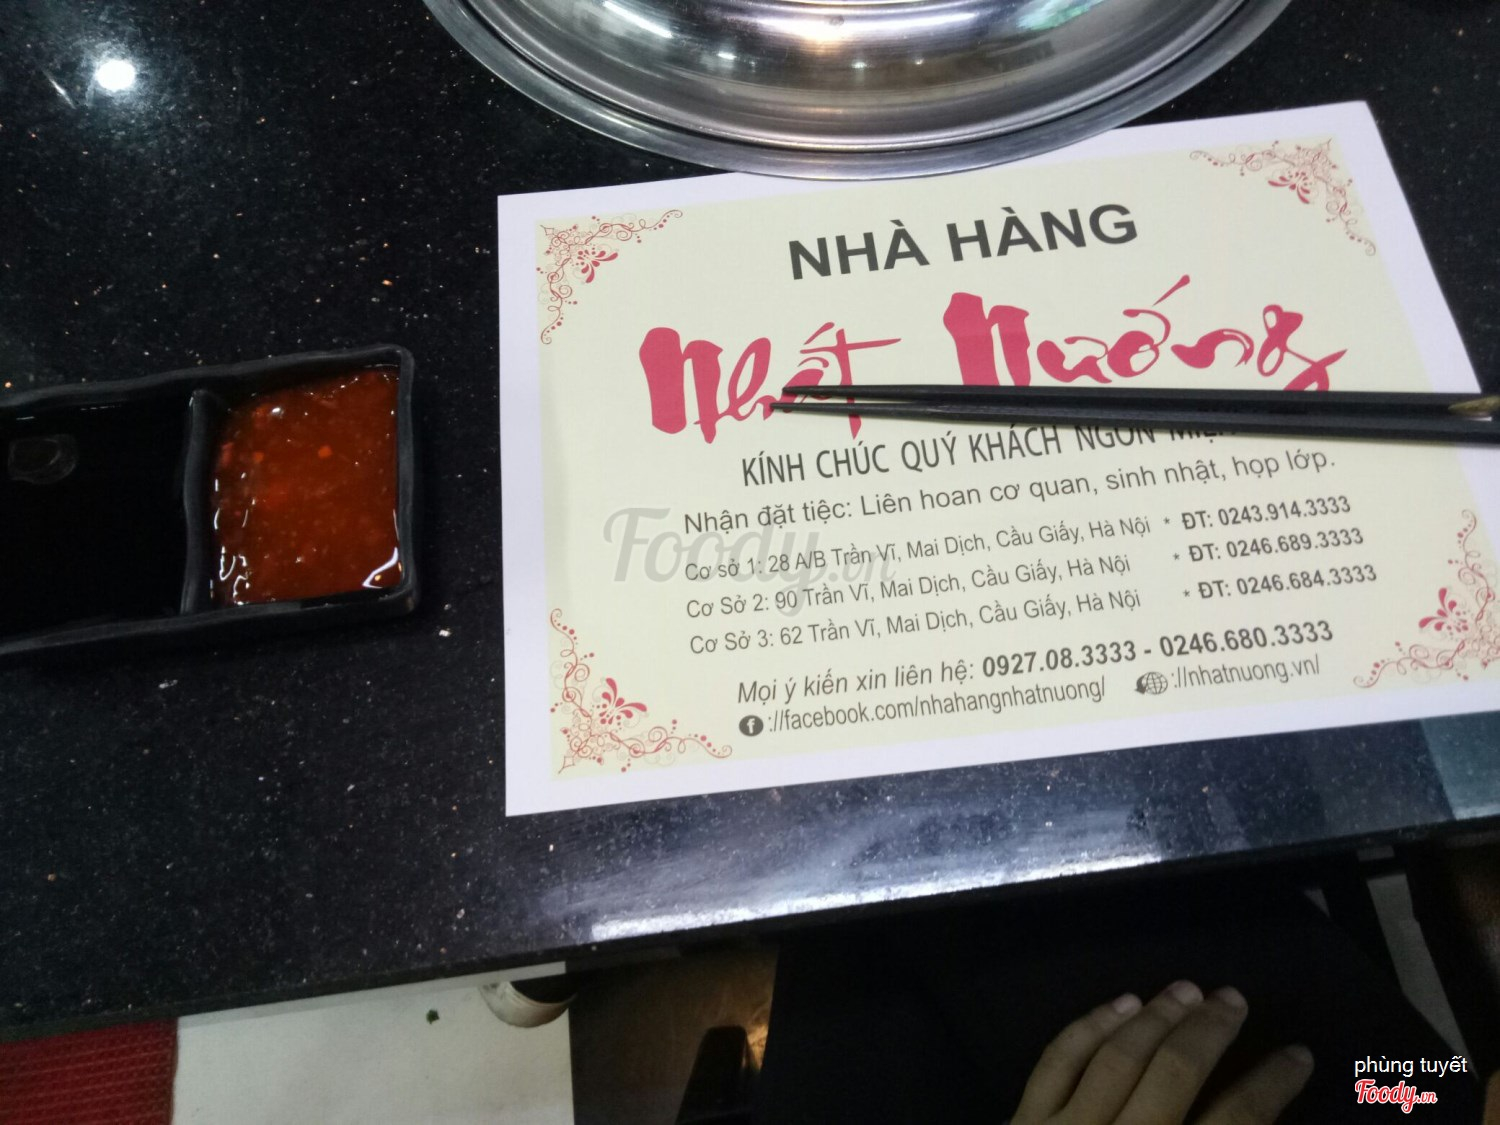 NHÀ HÀNG
Nhất Nướng
KÍNH CHÚC QUÝ KHÁCH NGON
Nhận đặt tiệc: Liên hoan cơ quan, sinh nhật, họp lớp.
Cơ sở 1: 28 A/B Trần Vĩ, Mai Dịch, Cầu Giấy, Hà Nội * ĐT: 0243.914.3333
Cơ Sở 2: 90 Trần Vĩ, Mai Dịch, Cầu Giấy, Hà Nội * ĐT: 0246.689.3333
Cơ Sở 3: 62 Trần Vĩ, Mai Dịch, Cầu Giấy, Hà Nội * ĐT: 0246.684.3333
Mọi ý kiến xin liên hệ: 0927.08.3333 - 0246.680.3333
://facebook.com/nhahangnhatnuong/ ://nhatnuong.vn/
Foody.vn
phùng tuyết
Foody.vn